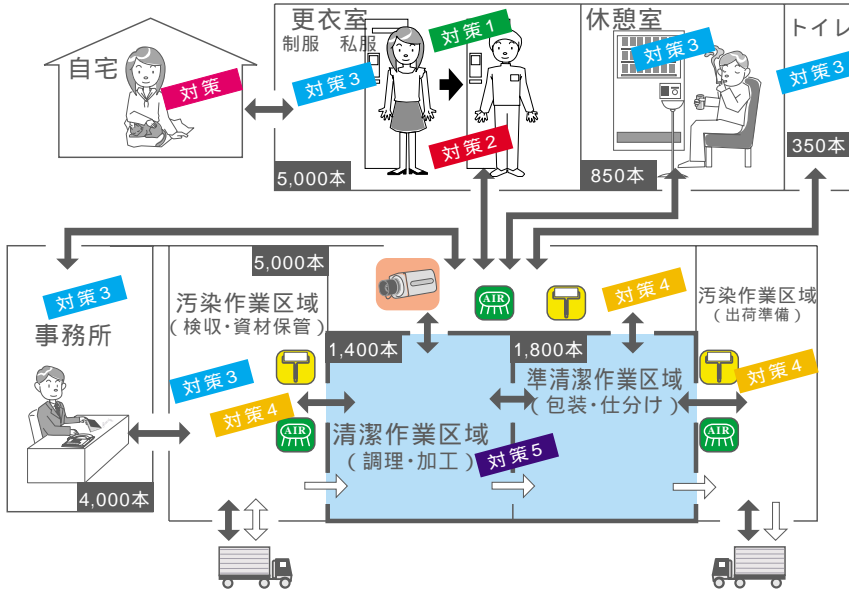 自宅
対策
更衣室
制服 私服
対策1
対策3
対策2
5,000本
休憩室
対策3
850本
トイレ
対策3
350本
対策3
事務所
4,000本
5,000本
汚染作業区域
(検収・資材保管)
対策3
対策4
AIR
AIR
対策4
汚染作業区域
(出荷準備)
対策4
AIR
1,400本
清潔作業区域
(調理・加工)
対策5
1,800本
準清潔作業区域
(包装・仕分け)